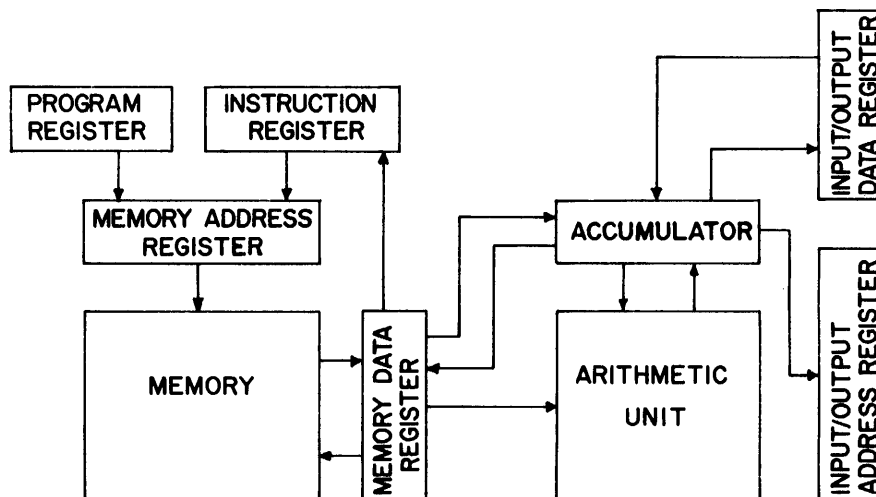 PROGRAM
REGISTER
INSTRUCTION
REGISTER
INPUT/OUTPUT
DATA REGISTER
MEMORY ADDRESS
REGISTER
ACCUMULATOR
MEMORY
MEMORY DATA
REGISTER
ARITHMETIC
UNIT
INPUT/OUTPUT
ADDRESS REGISTER